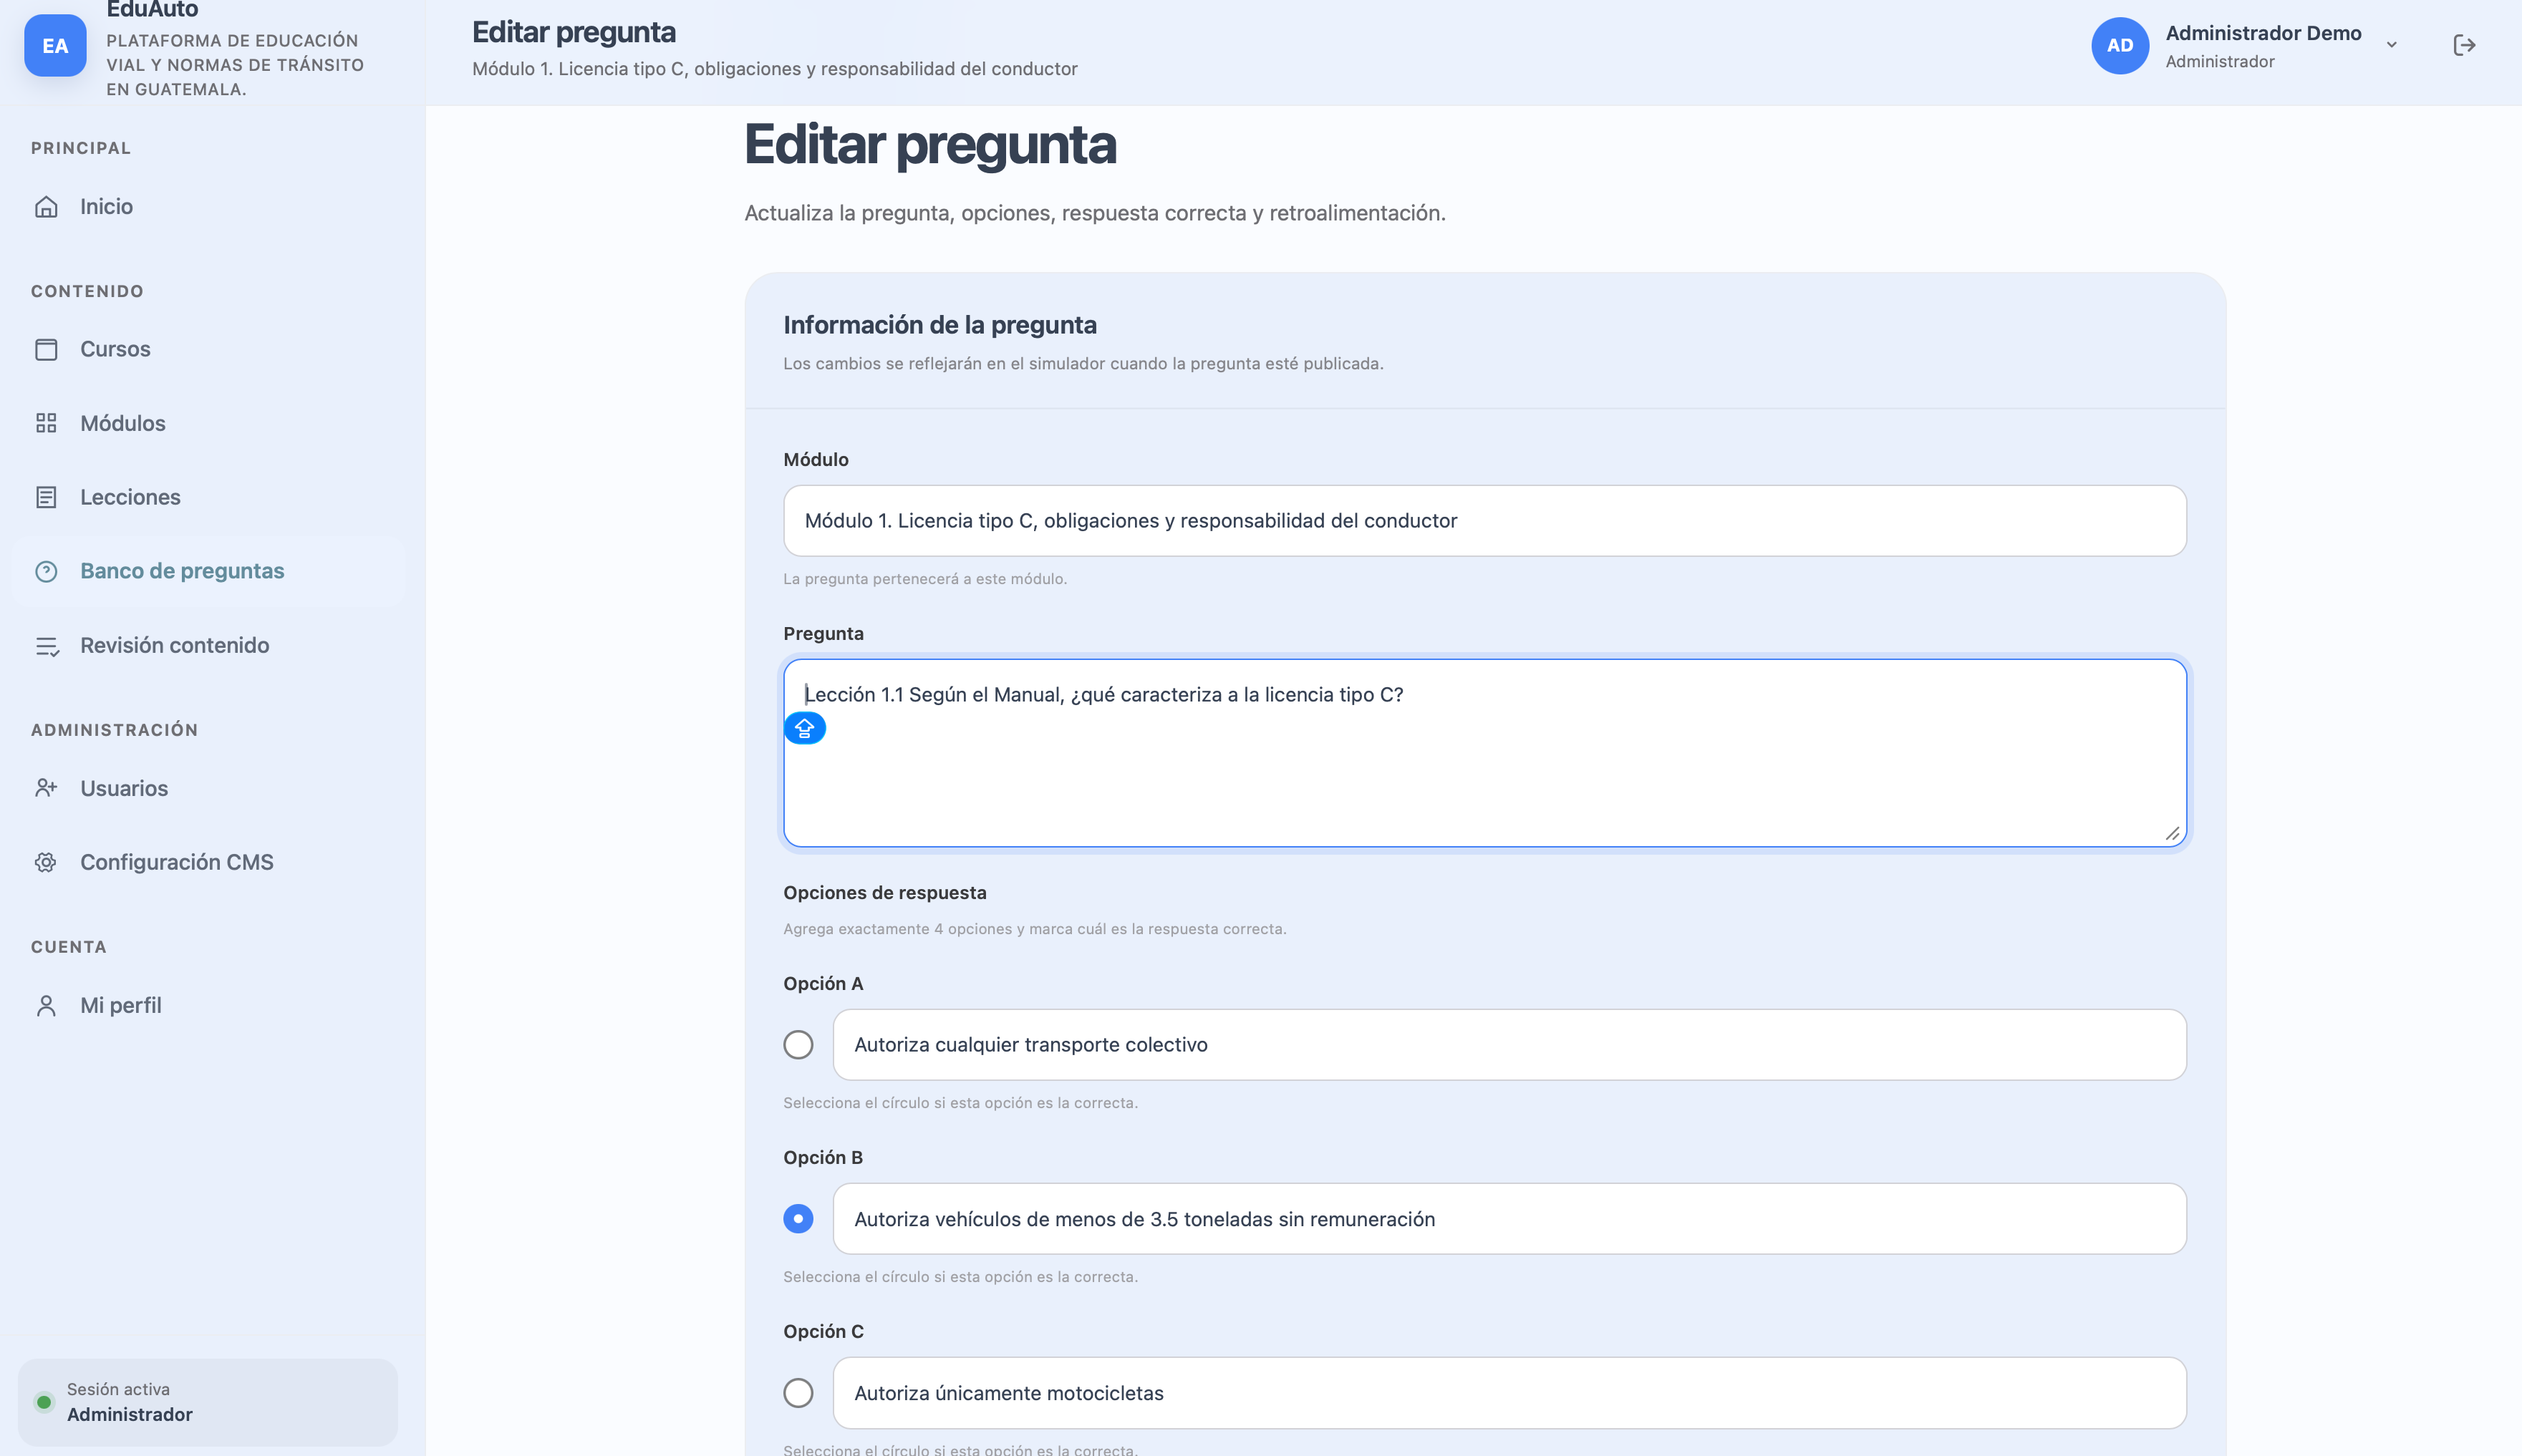 EA
EduAuto
PLATAFORMA DE EDUCACIÓN
VIAL Y NORMAS DE TRÁNSITO
EN GUATEMALA.
PRINCIPAL
Inicio
CONTENIDO
Cursos
Módulos
Lecciones
Banco de preguntas
Revisión contenido
ADMINISTRACIÓN
Usuarios
Configuración CMS
CUENTA
Mi perfil
Sesión activa
Administrador
Editar pregunta
Módulo 1. Licencia tipo C, obligaciones y responsabilidad del conductor
AD
Administrador Demo
Administrador
Editar pregunta
Actualiza la pregunta, opciones, respuesta correcta y retroalimentación.
Información de la pregunta
Los cambios se reflejarán en el simulador cuando la pregunta esté publicada.
Módulo
Módulo 1. Licencia tipo C, obligaciones y responsabilidad del conductor
La pregunta pertenecerá a este módulo.
Pregunta
Lección 1.1 Según el Manual, ¿qué caracteriza a la licencia tipo C?
Opciones de respuesta
Agrega exactamente 4 opciones y marca cuál es la respuesta correcta.
Opción A
Autoriza cualquier transporte colectivo
Selecciona el círculo si esta opción es la correcta.
Opción B
Autoriza vehículos de menos de 3.5 toneladas sin remuneración
Selecciona el círculo si esta opción es la correcta.
Opción C
Autoriza únicamente motocicletas
Selecciona el círculo si esta opción es la correcta.